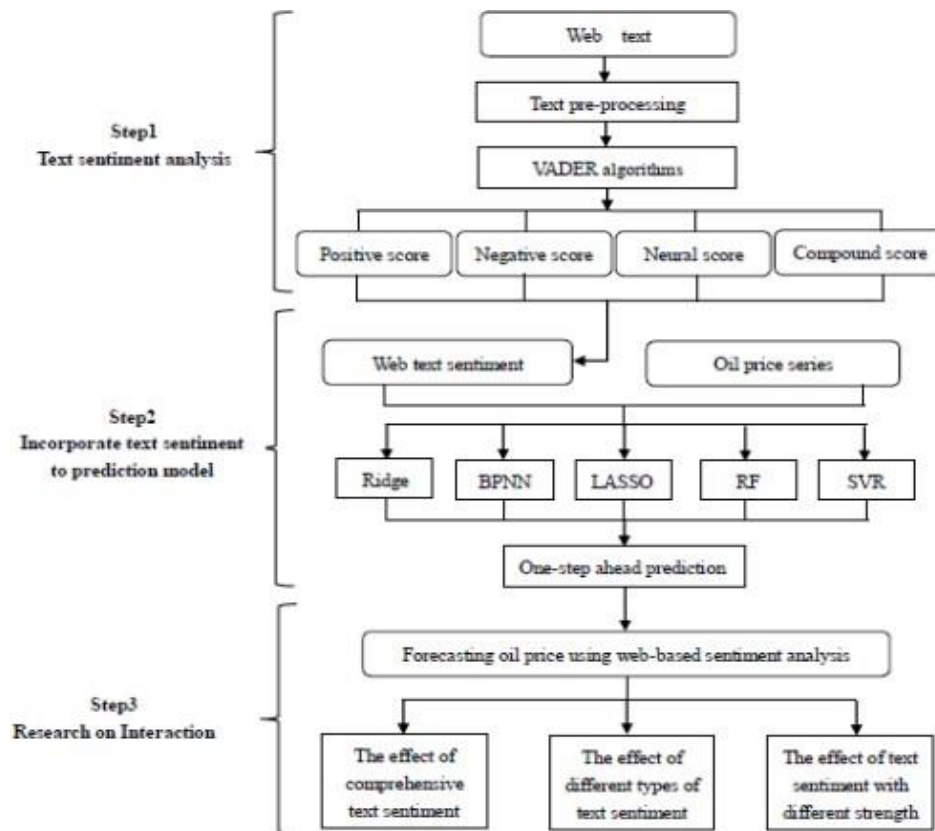 Web text
Text pre-processing
Step1
Text sentiment analysis
VADER algorithms
Positive score
Negative score
Neural score
Compound score
Web text sentiment
Oil price series
Step2
Incorporate text sentiment
to prediction model
Ridge
BPNN
LASSO
RF
SVR
One-step ahead prediction
Forecasting oil price using web-based sentiment analysis
Step3
Research on Interaction
The effect of
comprehensive
text sentiment
The effect of
different types of
text sentiment
The effect of text
sentiment with
different strength